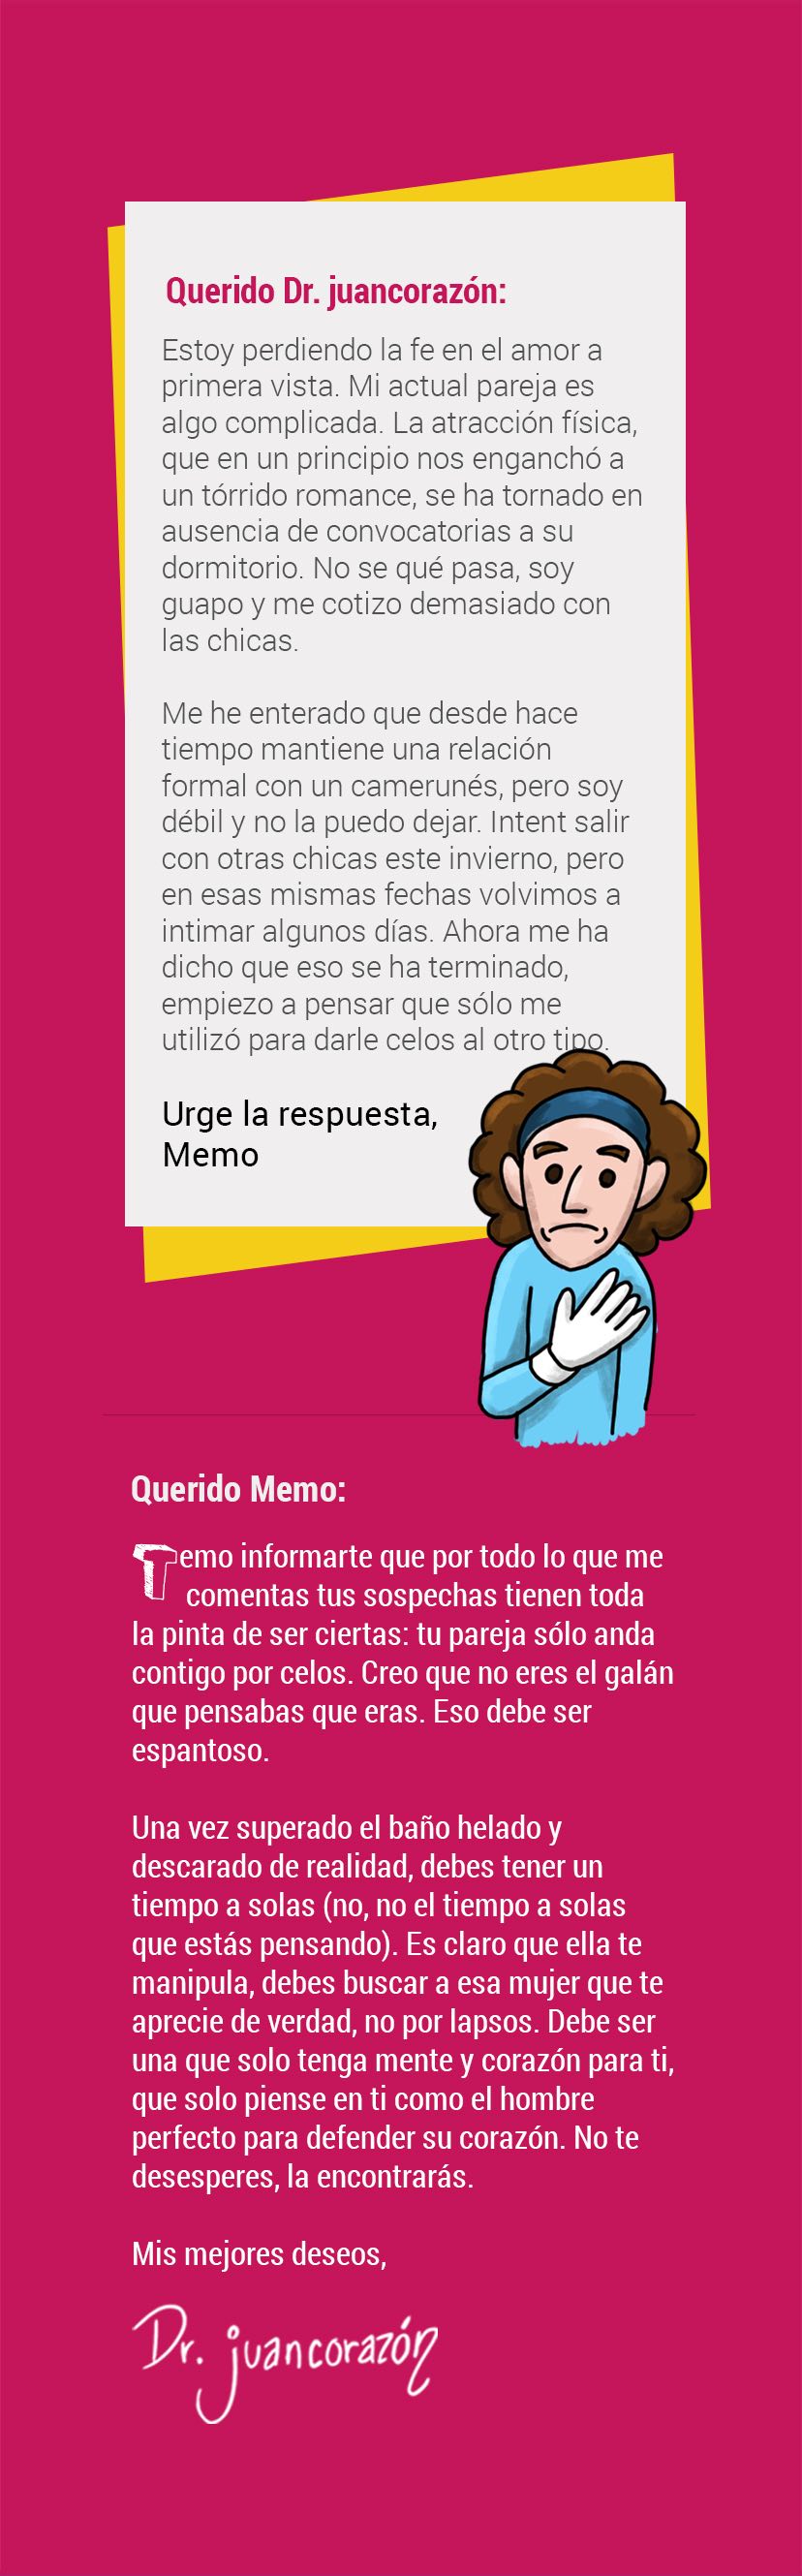 Querido Dr. juancorazón:
Estoy perdiendo la fe en el amor a
primera vista. Mi actual pareja es
algo complicada. La atracción física,
que en un principio nos enganchó a
un tórrido romance, se ha tornado en
ausencia de convocatorias a su
dormitorio. No se qué pasa, soy
guapo y me cotizo demasiado con
las chicas.
Me he enterado que desde hace
tiempo mantiene una relación
formal con un camerunés, pero soy
débil y no la puedo dejar. Intent salir
con otras chicas este invierno, pero
en esas mismas fechas volvimos a
intimar algunos días. Ahora me ha
dicho que eso se ha terminado,
empiezo a pensar que sólo me
utilizó para darle celos al otro tipo.
Urge la respuesta,
Memo
Querido Memo:
Temo informarte que por todo lo que me
comentas tus sospechas tienen toda
la pinta de ser ciertas: tu pareja sólo anda
contigo por celos. Creo que no eres el galán
que pensabas que eras. Eso debe ser
espantoso.
Una vez superado el baño helado y
descarado de realidad, debes tener un
tiempo a solas (no, no el tiempo a solas
que estás pensando). Es claro que ella te
manipula, debes buscar a esa mujer que te
aprecie de verdad, no por lapsos. Debe ser
una que solo tenga mente y corazón para ti,
que solo piense en ti como el hombre
perfecto para defender su corazón. No te
desesperes, la encontrarás.
Mis mejores deseos,
Dr. juancorazón